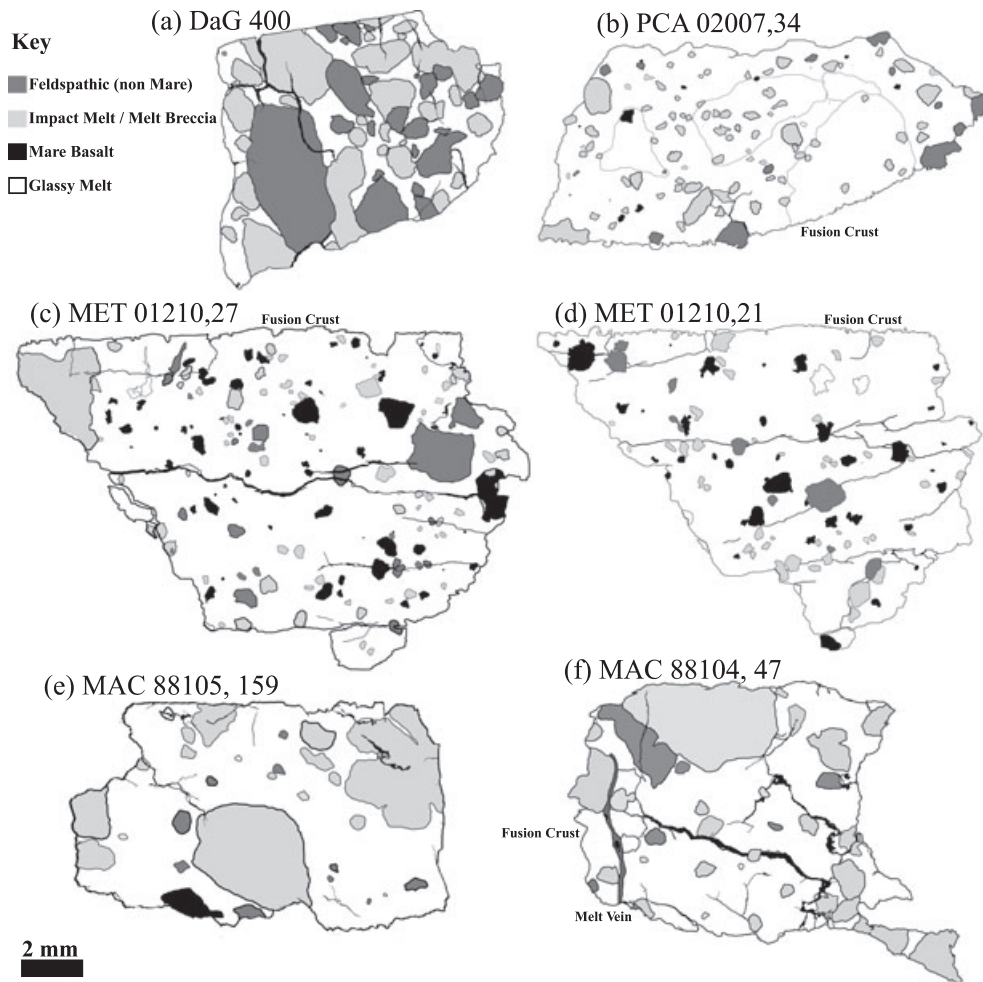 (a) DaG 400
(b) PCA 02007,34
Key
Feldspathic (non Mare)
Impact Melt / Melt Breccia
Mare Basalt
Glassy Melt
Fusion Crust
(c) MET 01210,27
Fusion Crust
(d) MET 01210,21
Fusion Crust
(e) MAC 88105, 159
(f) MAC 88104, 47
Fusion Crust
Melt Vein
2 mm